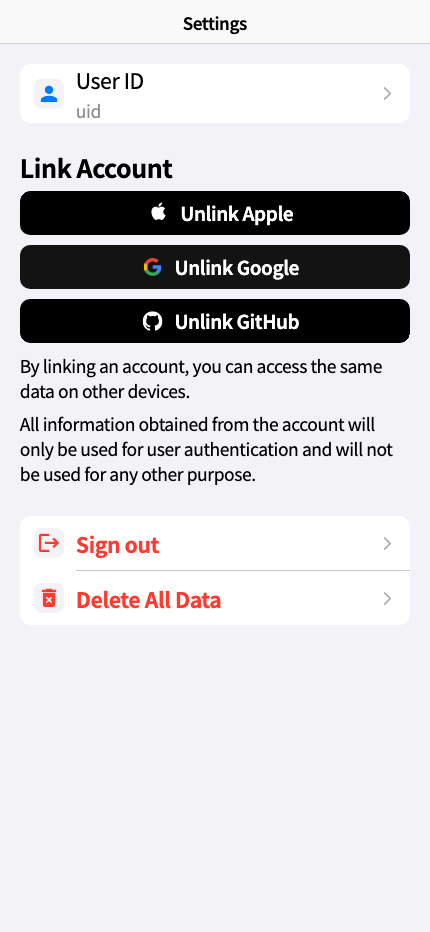 Settings
User ID
uid
Link Account
Unlink Apple
Unlink Google
Unlink GitHub
By linking an account, you can access the same
data on other devices.
All information obtained from the account will
only be used for user authentication and will not
be used for any other purpose.
Sign out
Delete All Data